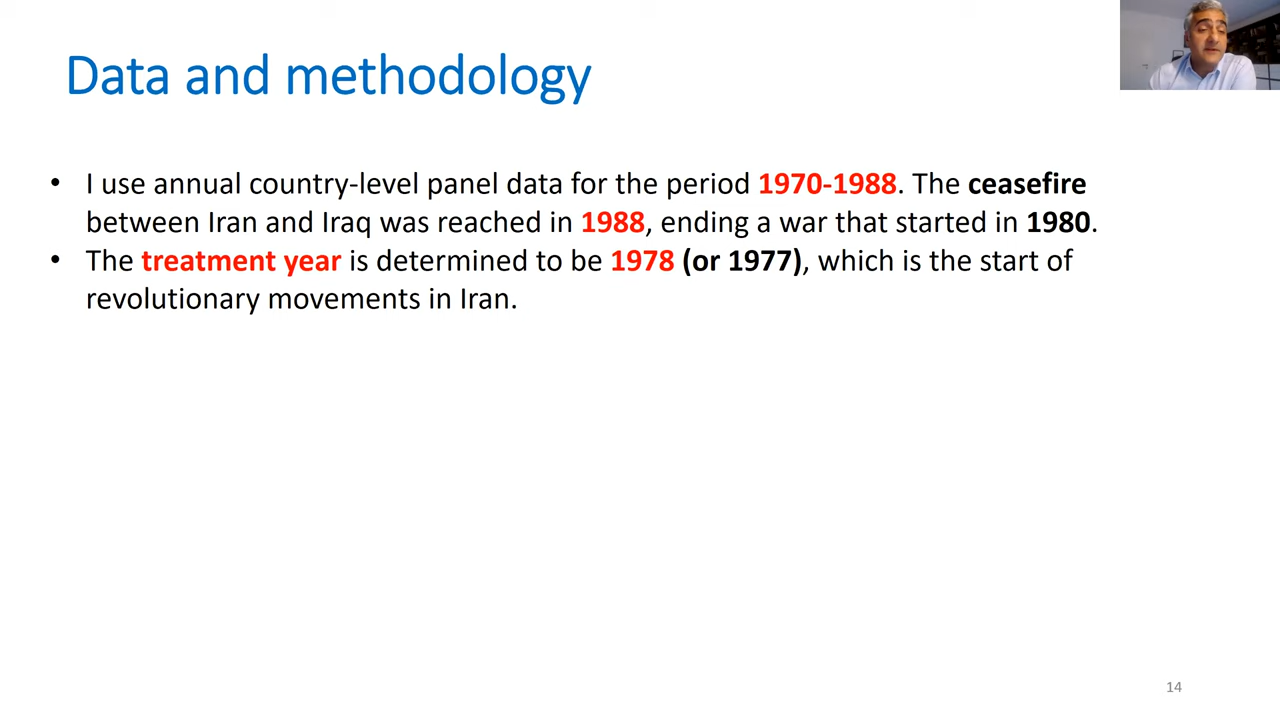 Data and methodology
• I use annual country-level panel data for the period 1970-1988. The ceasefire
between Iran and Iraq was reached in 1988, ending a war that started in 1980.
• The treatment year is determined to be 1978 (or 1977), which is the start of
revolutionary movements in Iran.
14